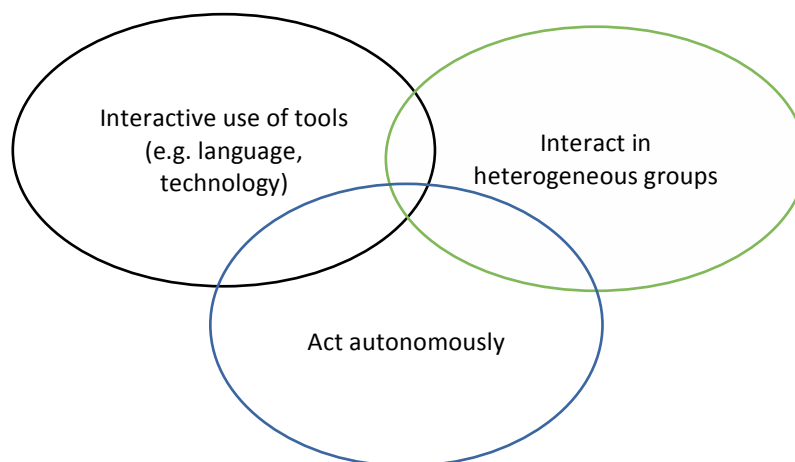 Interactive use of tools
(e.g. language,
technology)
Interact in
heterogeneous groups
Act autonomously